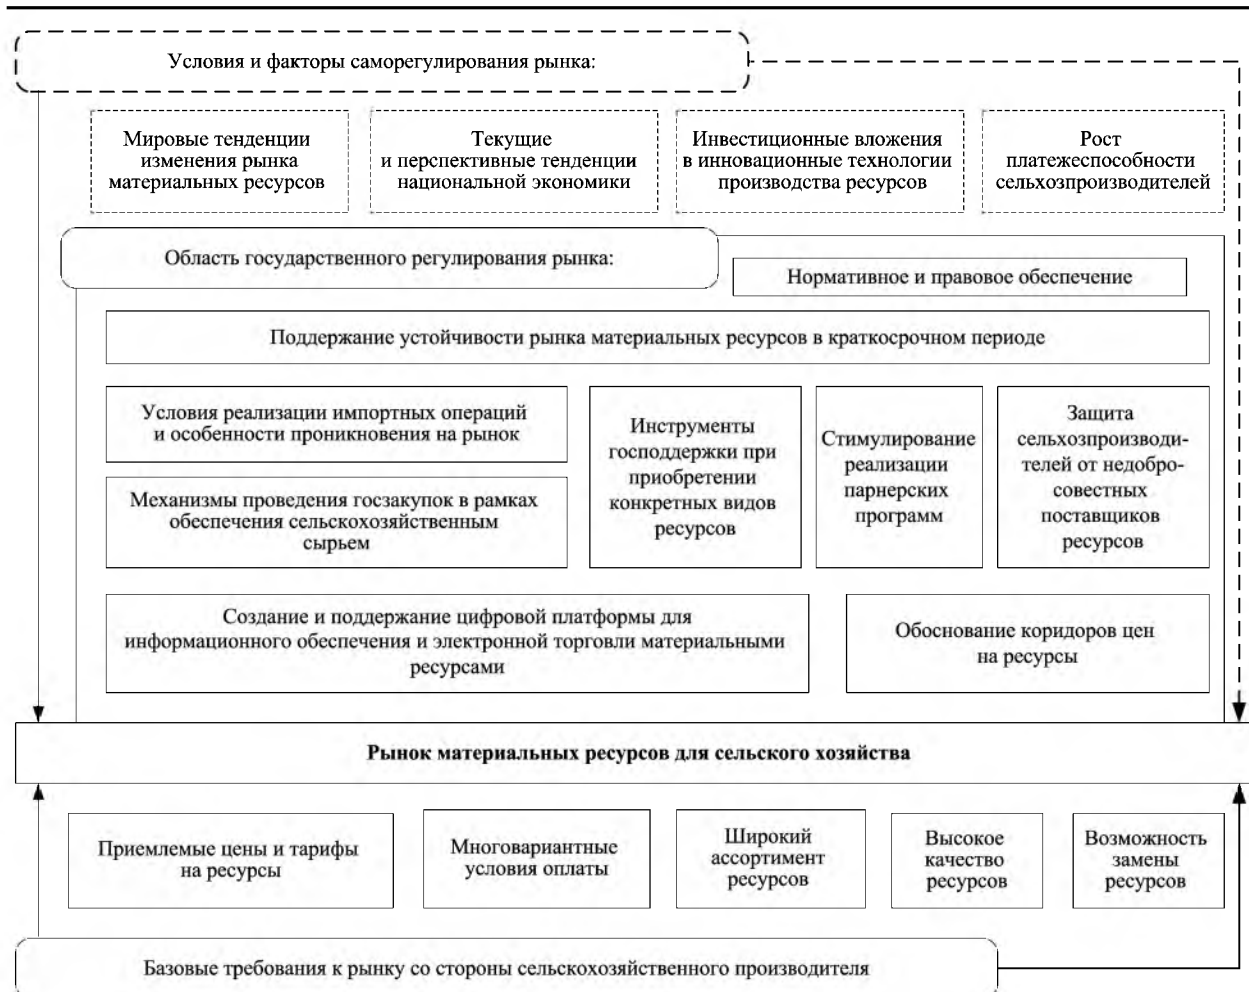 Условия и факторы саморегулирования рынка:
Мировые тенденции
изменения рынка
материальных ресурсов
Текущие
и перспективные тенденции
национальной экономики
Инвестиционные вложения
в инновационные технологии
производства ресурсов
Рост
платежеспособности
сельхозпроизводителей
Область государственного регулирования рынка:
Нормативное и правовое обеспечение
Поддержание устойчивости рынка материальных ресурсов в краткосрочном периоде
Условия реализации импортных операций
и особенности проникновения на рынок
Механизмы проведения госзакупок в рамках
обеспечения сельскохозяйственным
сырьем
Инструменты
господдержки при
приобретении
конкретных видов
ресурсов
Стимулирование
реализации
парнерских
программ
Защита
сельхозпроизводи-
телей от недобро-
совестных
поставщиков
ресурсов
Создание и поддержание цифровой платформы для
информационного обеспечения и электронной торговли материальными
ресурсами
Обоснование коридоров цен
на ресурсы
Рынок материальных ресурсов для сельского хозяйства
Приемлемые цены и тарифы
на ресурсы
Многовариантные
условия оплаты
Широкий
ассортимент
ресурсов
Высокое
качество
ресурсов
Возможность
замены
ресурсов
Базовые требования к рынку со стороны сельскохозяйственного производителя